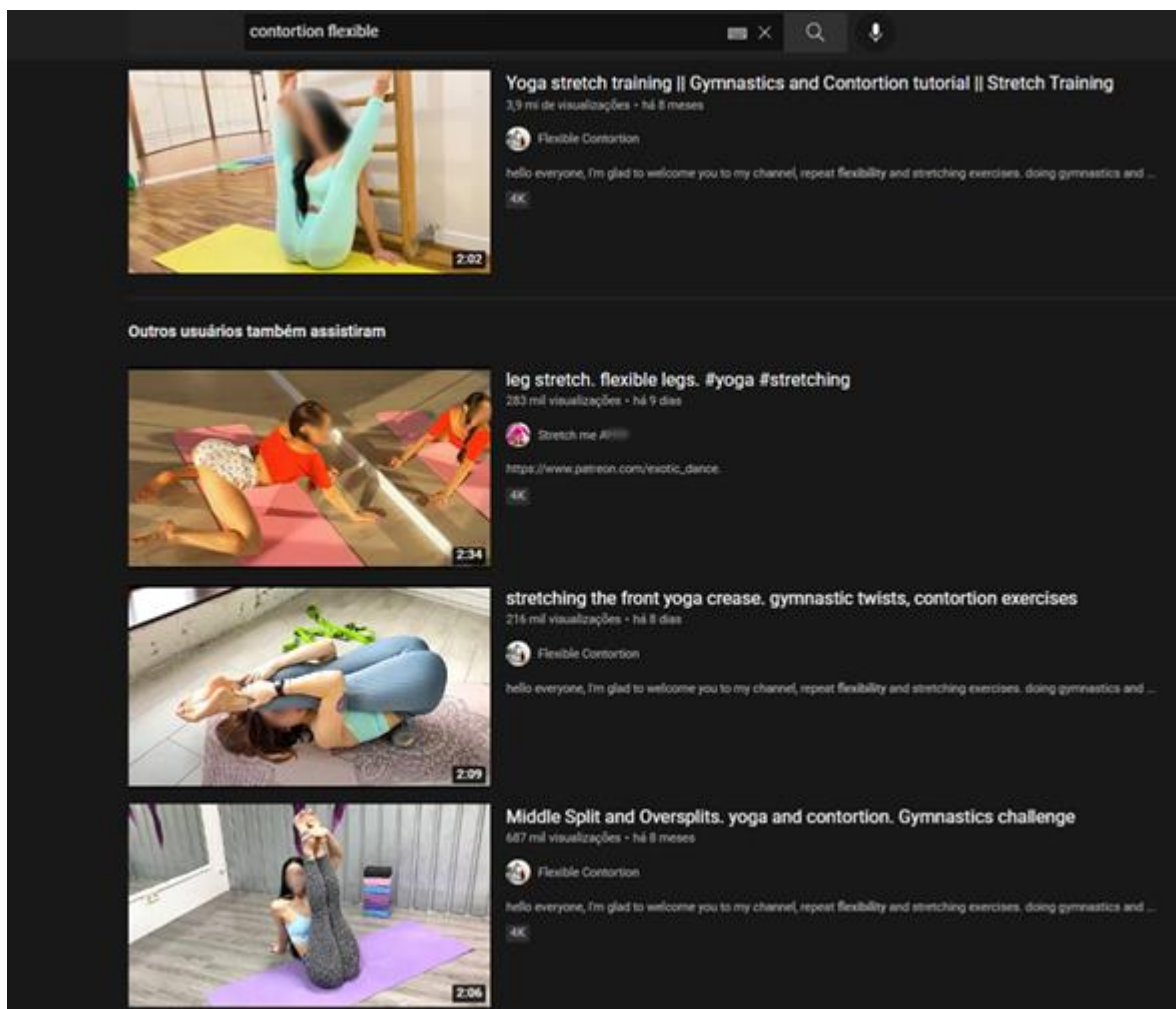 contortion flexible
Yoga stretch training || Gymnastics and Contortion tutorial || Stretch Training
3,9 mi de visualizações • há 8 meses
Flexible Contortion
hello everyone, I'm glad to welcome you to my channel, repeat flexibility and stretching exercises. doing gymnastics and ...
4K
2:02
Outros usuários também assistiram
leg stretch. flexible legs. #yoga #stretching
283 mil visualizações • há 9 dias
Stretch me
https://www.patreon.com/exotic_dance.
4K
2:34
stretching the front yoga crease. gymnastic twists, contortion exercises
216 mil visualizações • há 8 dias
Flexible Contortion
hello everyone, I'm glad to welcome you to my channel, repeat flexibility and stretching exercises. doing gymnastics and ...
2:09
Middle Split and Oversplits. yoga and contortion. Gymnastics challenge
687 mil visualizações • há 8 meses
Flexible Contortion
hello everyone, I'm glad to welcome you to my channel, repeat flexibility and stretching exercises. doing gymnastics and ...
4K
2:06